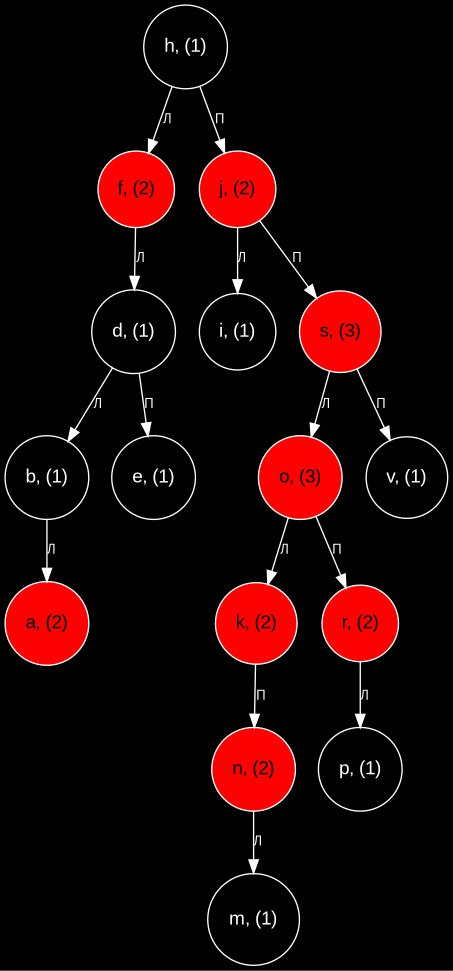 h, (1)
Л П
f, (2) j, (2)
Л Л П
d, (1) i, (1) s, (3)
Л П Л П
b, (1) e, (1) o, (3) v, (1)
Л Л П
a, (2) k, (2) r, (2)
П Л
n, (2) p, (1)
Л
m, (1)